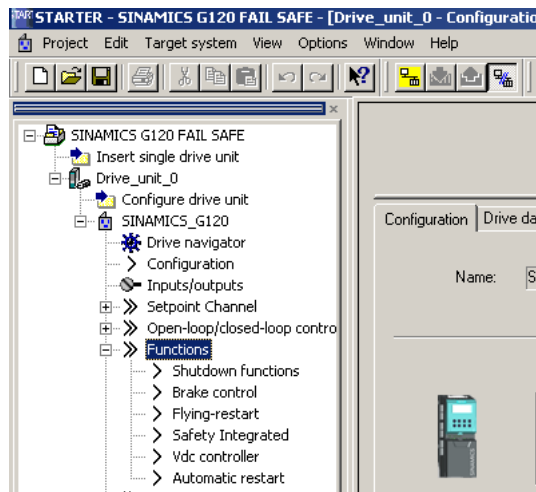 STARTER - SINAMICS G120 FAIL SAFE - [Drive_unit_0 - Configuratio
Project Edit Target system View Options Window Help
SINAMICS G120 FAIL SAFE
Insert single drive unit
Drive_unit_0
Configure drive unit
SINAMICS_G120
Drive navigator
Configuration
Inputs/outputs
Setpoint Channel
Open-loop/closed-loop contro
Functions
Shutdown functions
Brake control
Flying-restart
Safety Integrated
Vdc controller
Automatic restart
Configuration Drive da
Name: S
SINAMICS